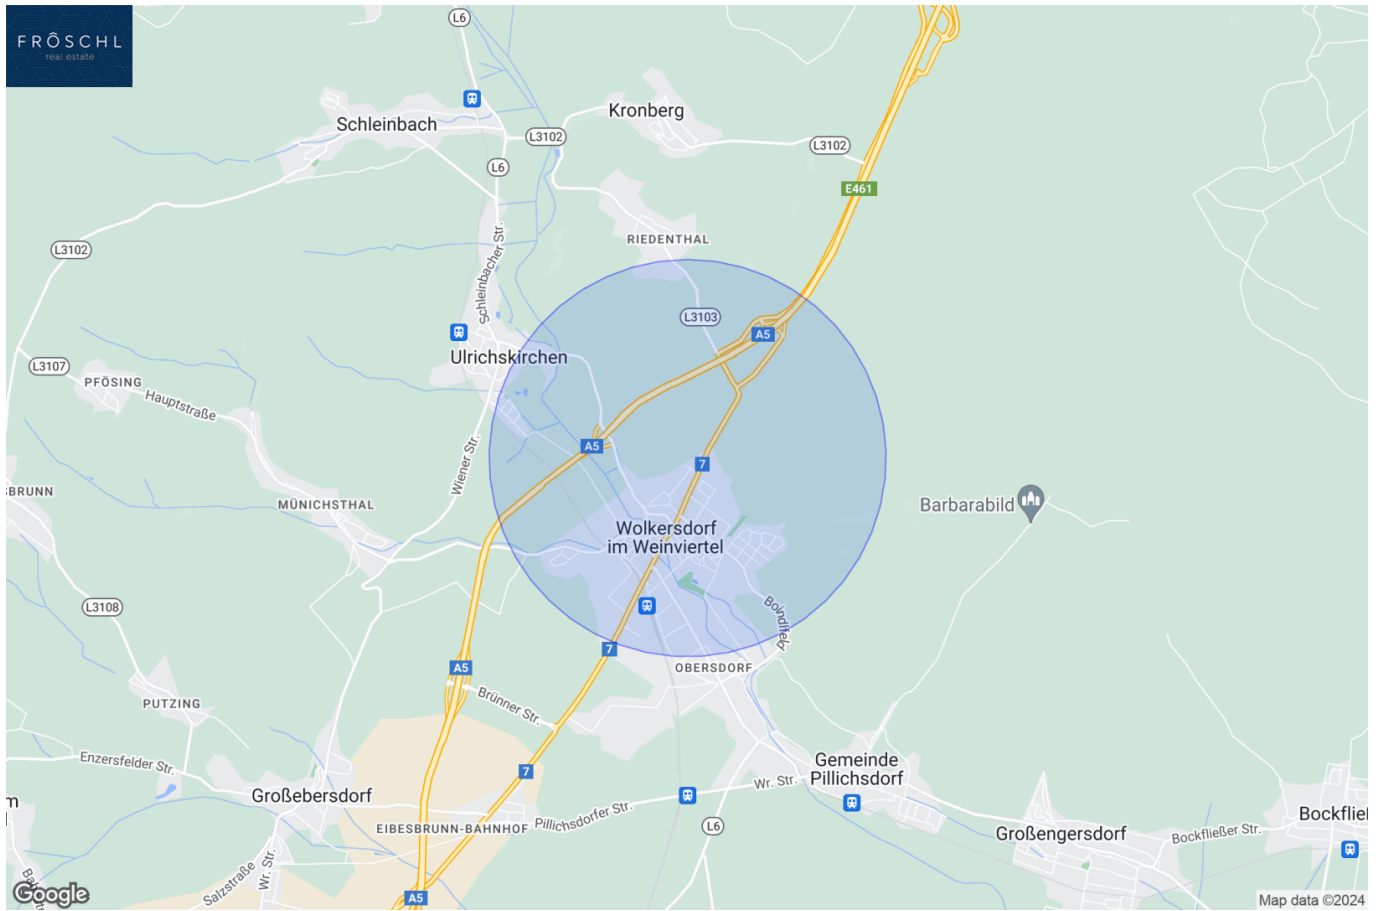 FRÖSCHL
real estate
L6
Kronberg
Schleinbach
L3102
L3102
L6
E461
RIEDENTHAL
L3102
Schleinbacher Str.
L3103
A5
Ulrichskirchen
L3107
PFÖSING
Hauptstraße
A5
Wiener Str.
7
SBRUNN
MÜNICHSTHAL
Barbarabild
Wolkersdorf
im Weinviertel
L3108
Boindlfeld
7
A5
OBERSDORF
Brünner Str.
PUTZING
Enzersfelder Str.
7
Gemeinde
Pillichsdorf
Wr. Str.
Großebersdorf
m
Pillichsdorfer Str.
EIBESBRUNN-BAHNHOF
L6
Großengersdorf
Bockfließer Str.
Bockfließ
Salzstraße
Wr. Str.
A5
Google
Map data ©2024